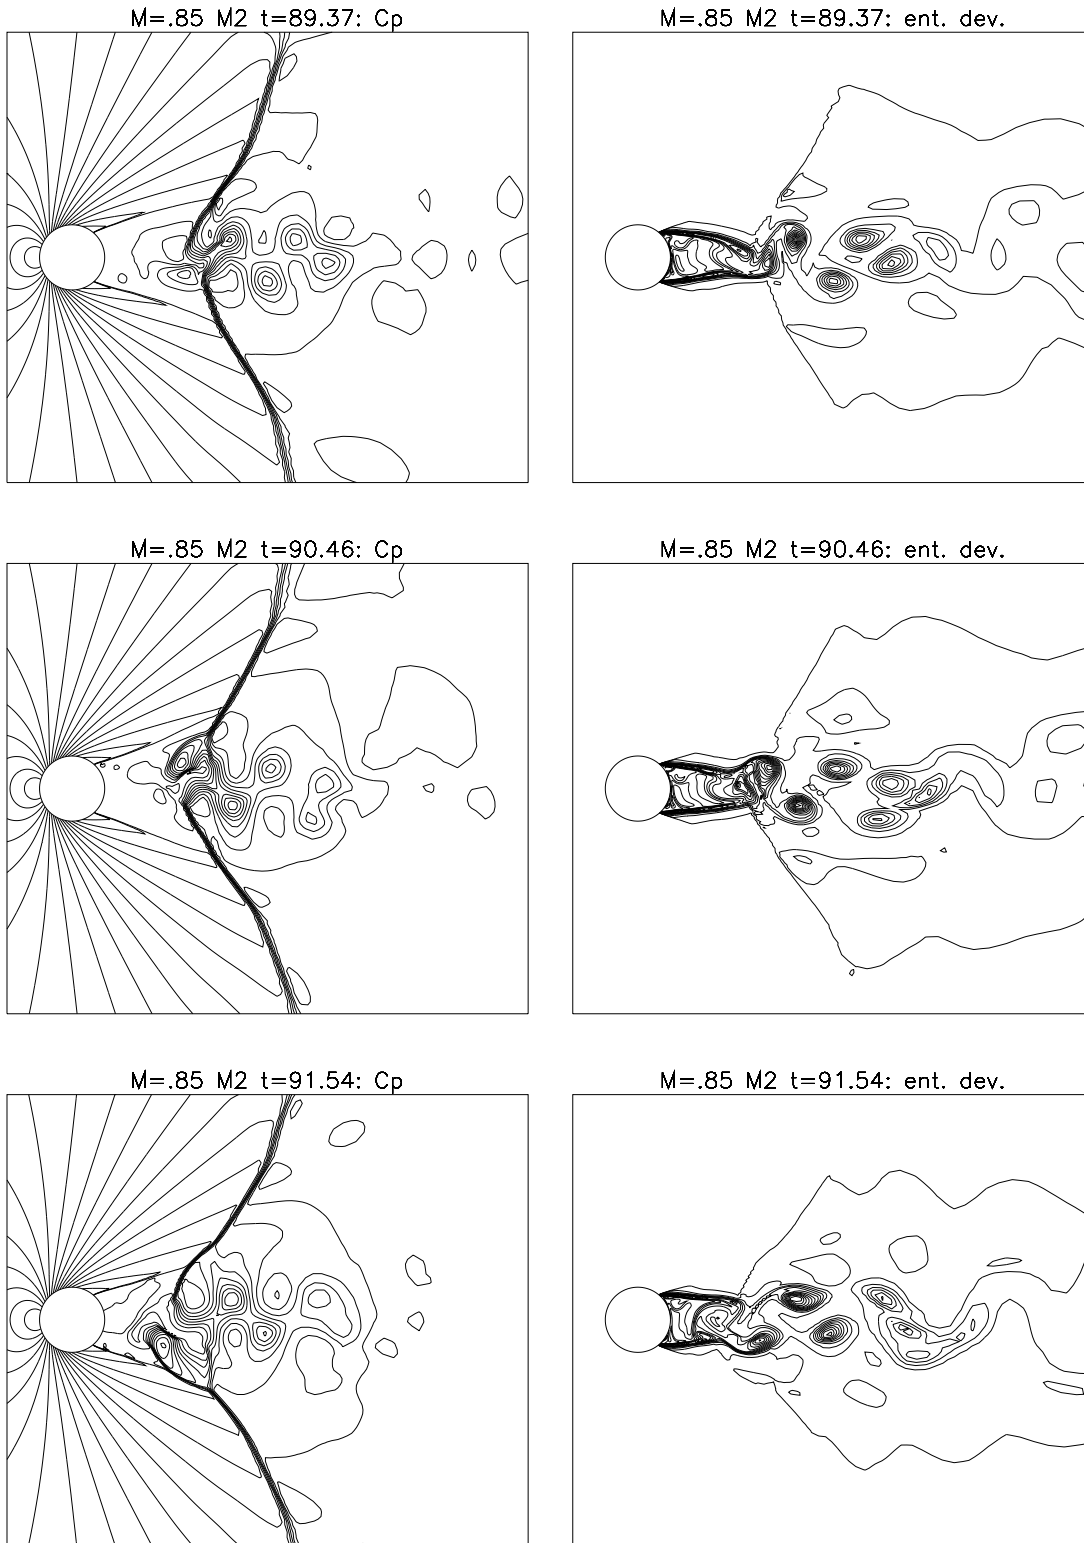 M=.85 M2 t=89.37: Cp
M=.85 M2 t=89.37: ent. dev.
M=.85 M2 t=90.46: Cp
M=.85 M2 t=90.46: ent. dev.
M=.85 M2 t=91.54: Cp
M=.85 M2 t=91.54: ent. dev.